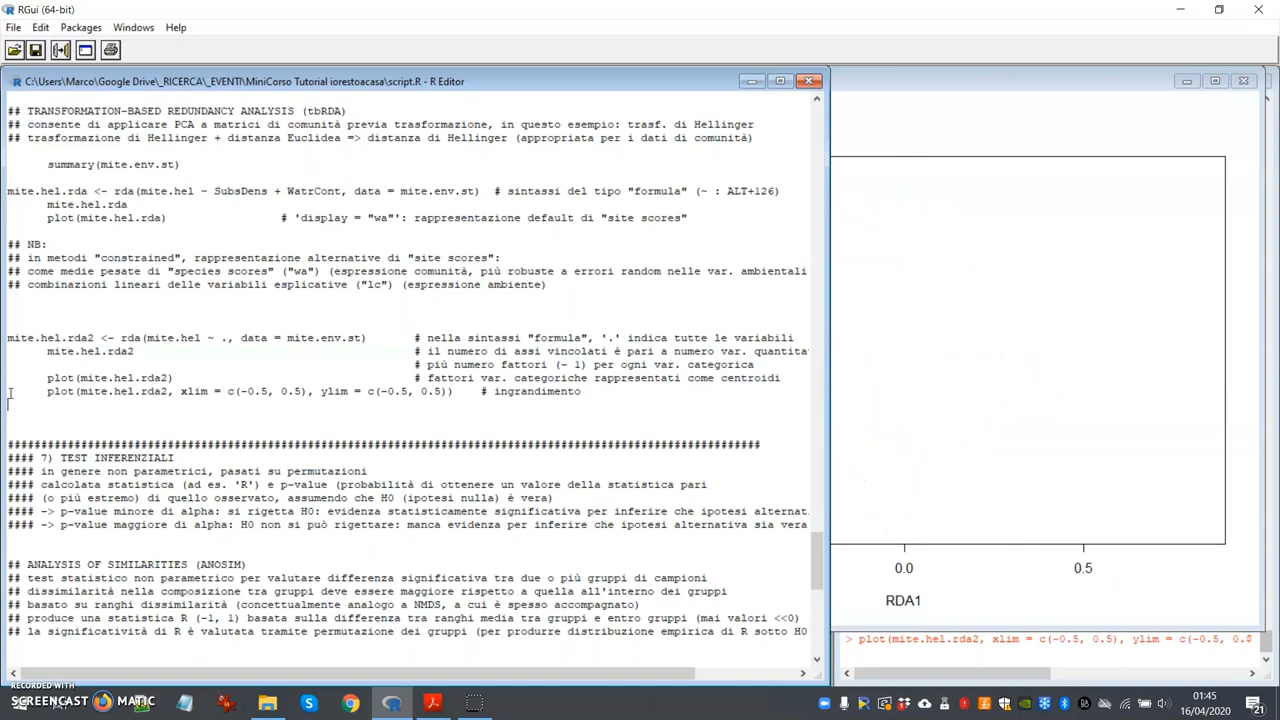 RGui (64-bit)
File Edit Packages Windows Help
C:\Users\Marco\Google Drive\_RICERCA\_EVENTI\MiniCorso Tutorial iorestoacasa\script.R - R Editor
## TRANSFORMATION-BASED REDUNDANCY ANALYSIS (tbRDA)
## consente di applicare PCA a matrici di comunità previa trasformazione, in questo esempio: trasf. di Hellinger
## trasformazione di Hellinger + distanza Euclidea => distanza di Hellinger (appropriata per i dati di comunità)
summary(mite.env.st)
mite.hel.rda <- rda(mite.hel ~ SubsDens + WatrCont, data = mite.env.st) # sintassi del tipo "formula" (~ : ALT+126)
mite.hel.rda
plot(mite.hel.rda) # 'display = "wa"': rappresentazione default di "site scores"
## NB:
## in metodi "constrained", rappresentazione alternative di "site scores":
## come medie pesate di "species scores" ("wa") (espressione comunità, più robuste a errori random nelle var. ambientali
## combinazioni lineari delle variabili esplicative ("lc") (espressione ambiente)
mite.hel.rda2 <- rda(mite.hel ~ ., data = mite.env.st) # nella sintassi "formula", '.' indica tutte le variabili
mite.hel.rda2 # il numero di assi vincolati è pari a numero var. quantita
# più numero fattori (- 1) per ogni var. categorica
plot(mite.hel.rda2) # fattori var. categoriche rappresentati come centroidi
plot(mite.hel.rda2, xlim = c(-0.5, 0.5), ylim = c(-0.5, 0.5)) # ingrandimento
#################################################################################################################
#### 7) TEST INFERENZIALI
#### in genere non parametrici, pasati su permutazioni
#### calcolata statistica (ad es. 'R') e p-value (probabilità di ottenere un valore della statistica pari
#### (o più estremo) di quello osservato, assumendo che H0 (ipotesi nulla) è vera)
#### -> p-value minore di alpha: si rigetta H0: evidenza statisticamente significativa per inferire che ipotesi alternat
#### -> p-value maggiore di alpha: H0 non si può rigettare: manca evidenza per inferire che ipotesi alternativa sia vera
## ANALYSIS OF SIMILARITIES (ANOSIM)
## test statistico non parametrico per valutare differenza significativa tra due o più gruppi di campioni
## dissimilarità nella composizione tra gruppi deve essere maggiore rispetto a quella all'interno dei gruppi
## basato su ranghi dissimilarità (concettualmente analogo a NMDS, a cui è spesso accompagnato)
## produce una statistica R (-1, 1) basata sulla differenza tra ranghi media tra gruppi e entro gruppi (mai valori <<0)
## la significatività di R è valutata tramite permutazione dei gruppi (per produrre distribuzione empirica di R sotto H0
0.0 0.5
RDA1
> plot(mite.hel.rda2, xlim = c(-0.5, 0.5), ylim = c(-0.5, 0.$
RECORDED WITH
SCREENCAST MATIC
01:45
16/04/2020
21